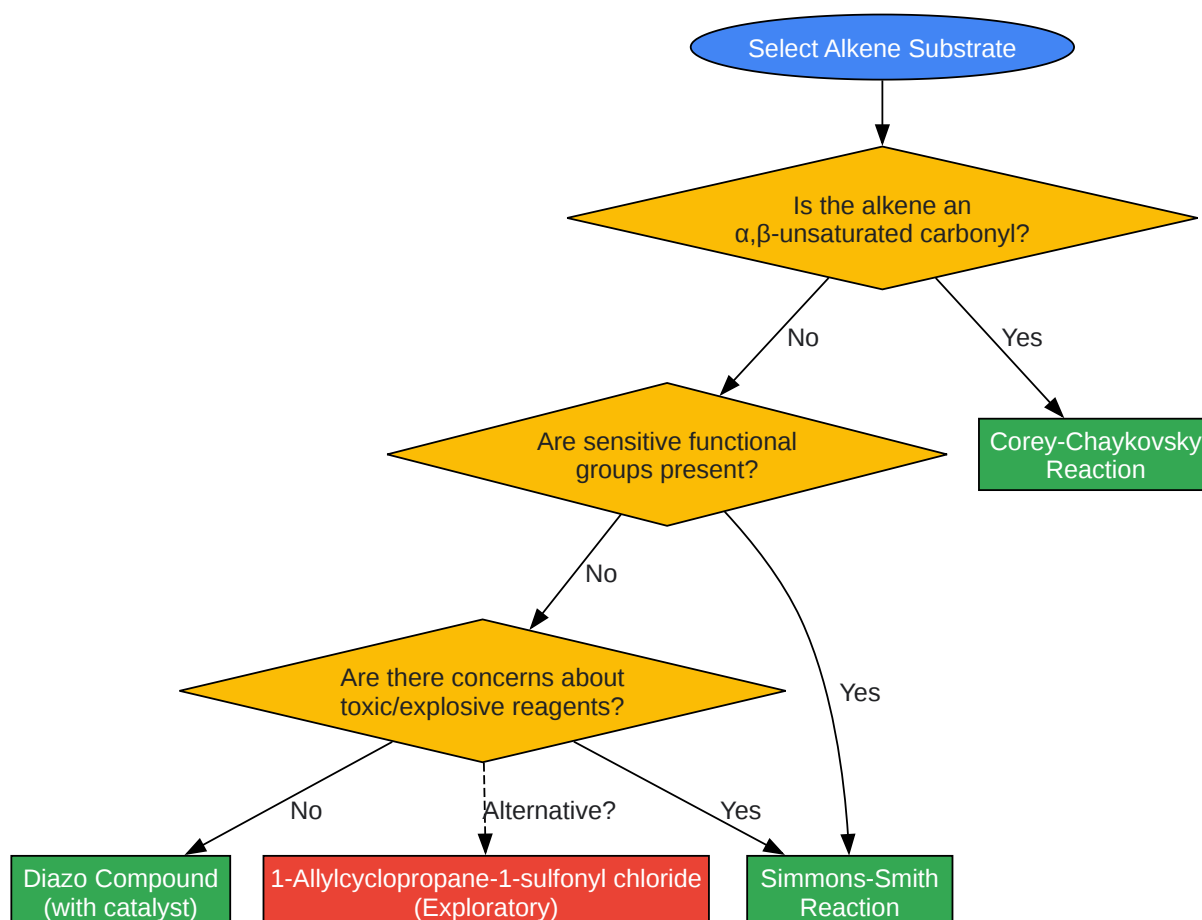 Select Alkene Substrate
Is the alkene an
α,β-unsaturated carbonyl?
No
Yes
Are sensitive functional
groups present?
Corey-Chaykovsky
Reaction
No
Are there concerns about
toxic/explosive reagents?
Yes
No
Alternative?
Yes
Diazo Compound
(with catalyst)
1-Allylcyclopropane-1-sulfonyl chloride
(Exploratory)
Simmons-Smith
Reaction